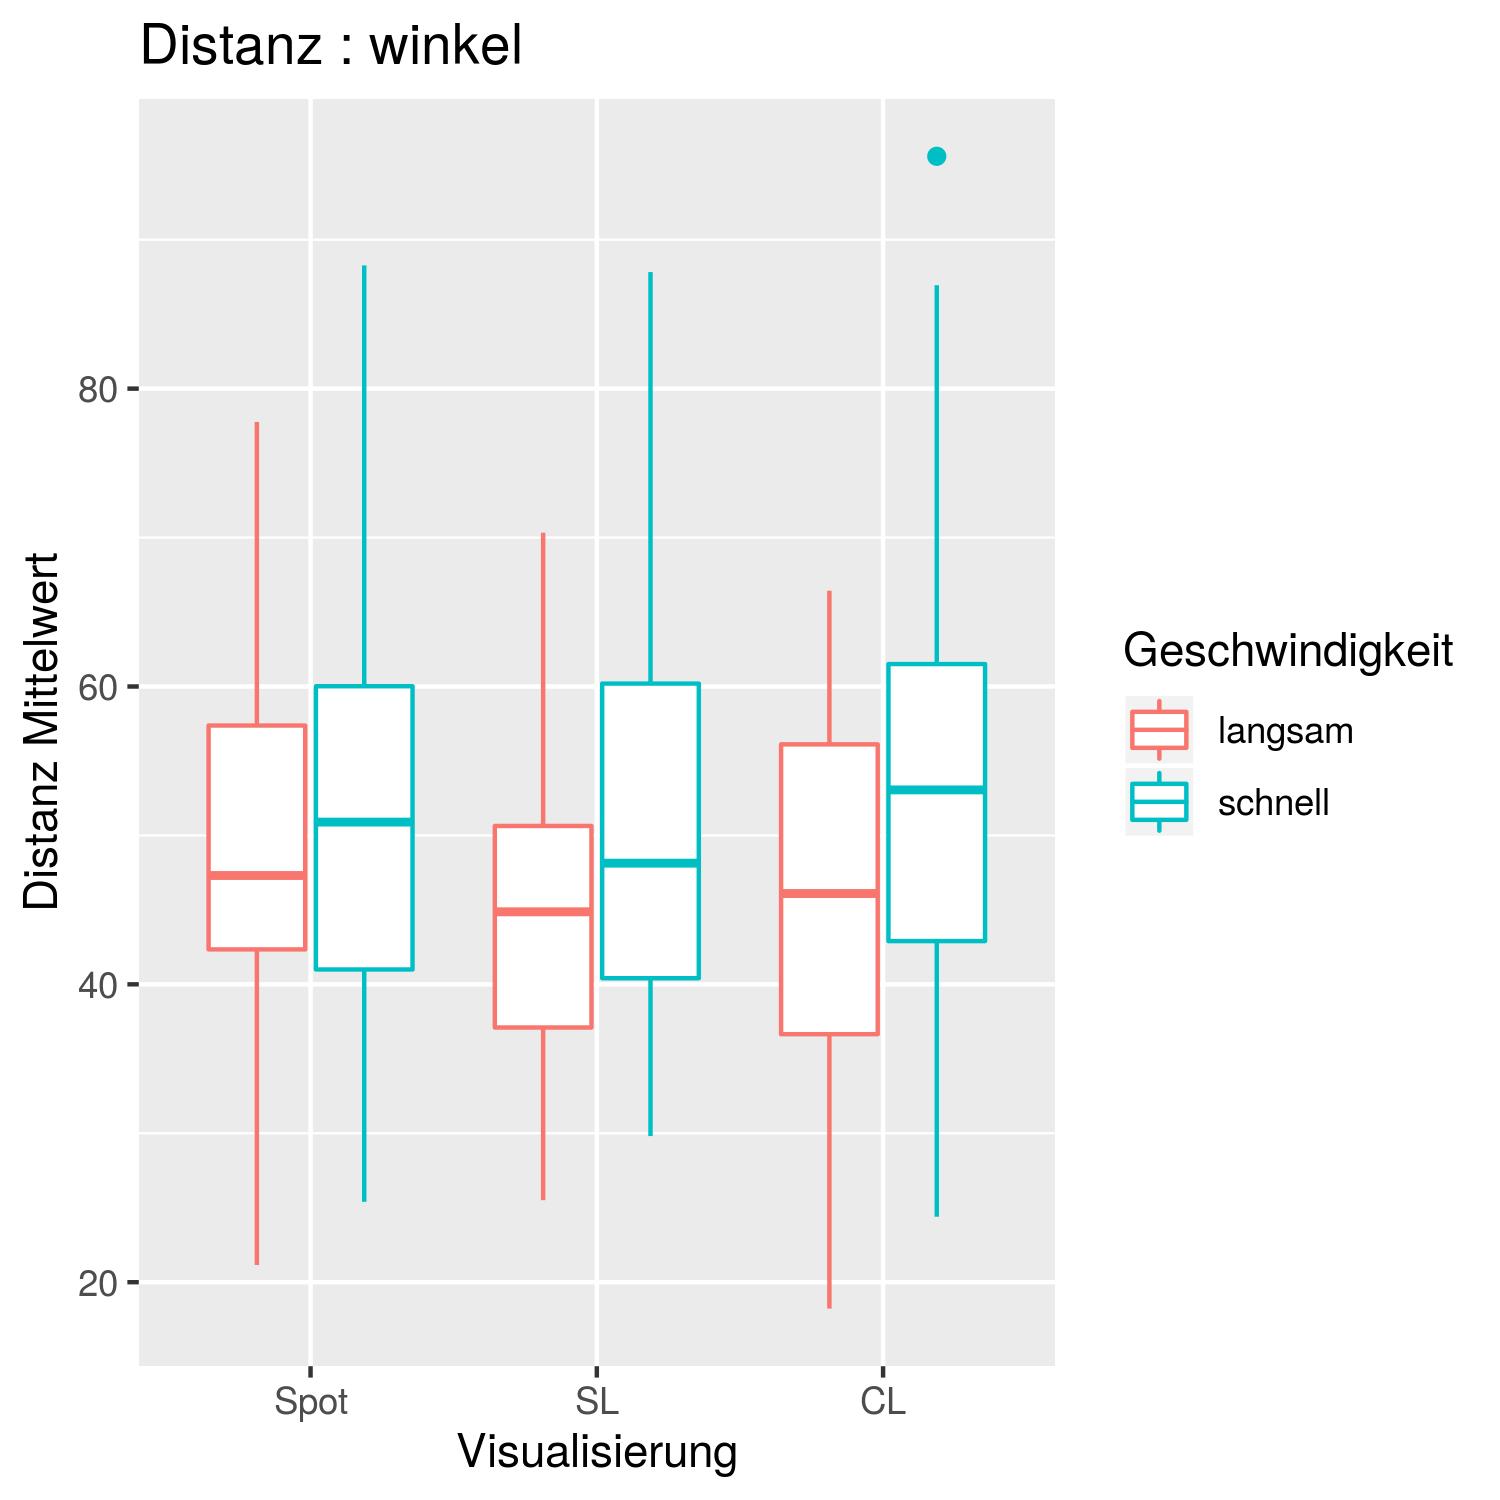 Distanz : winkel
Distanz Mittelwert
80
60
40
20
Spot SL CL
Visualisierung
Geschwindigkeit
langsam
schnell